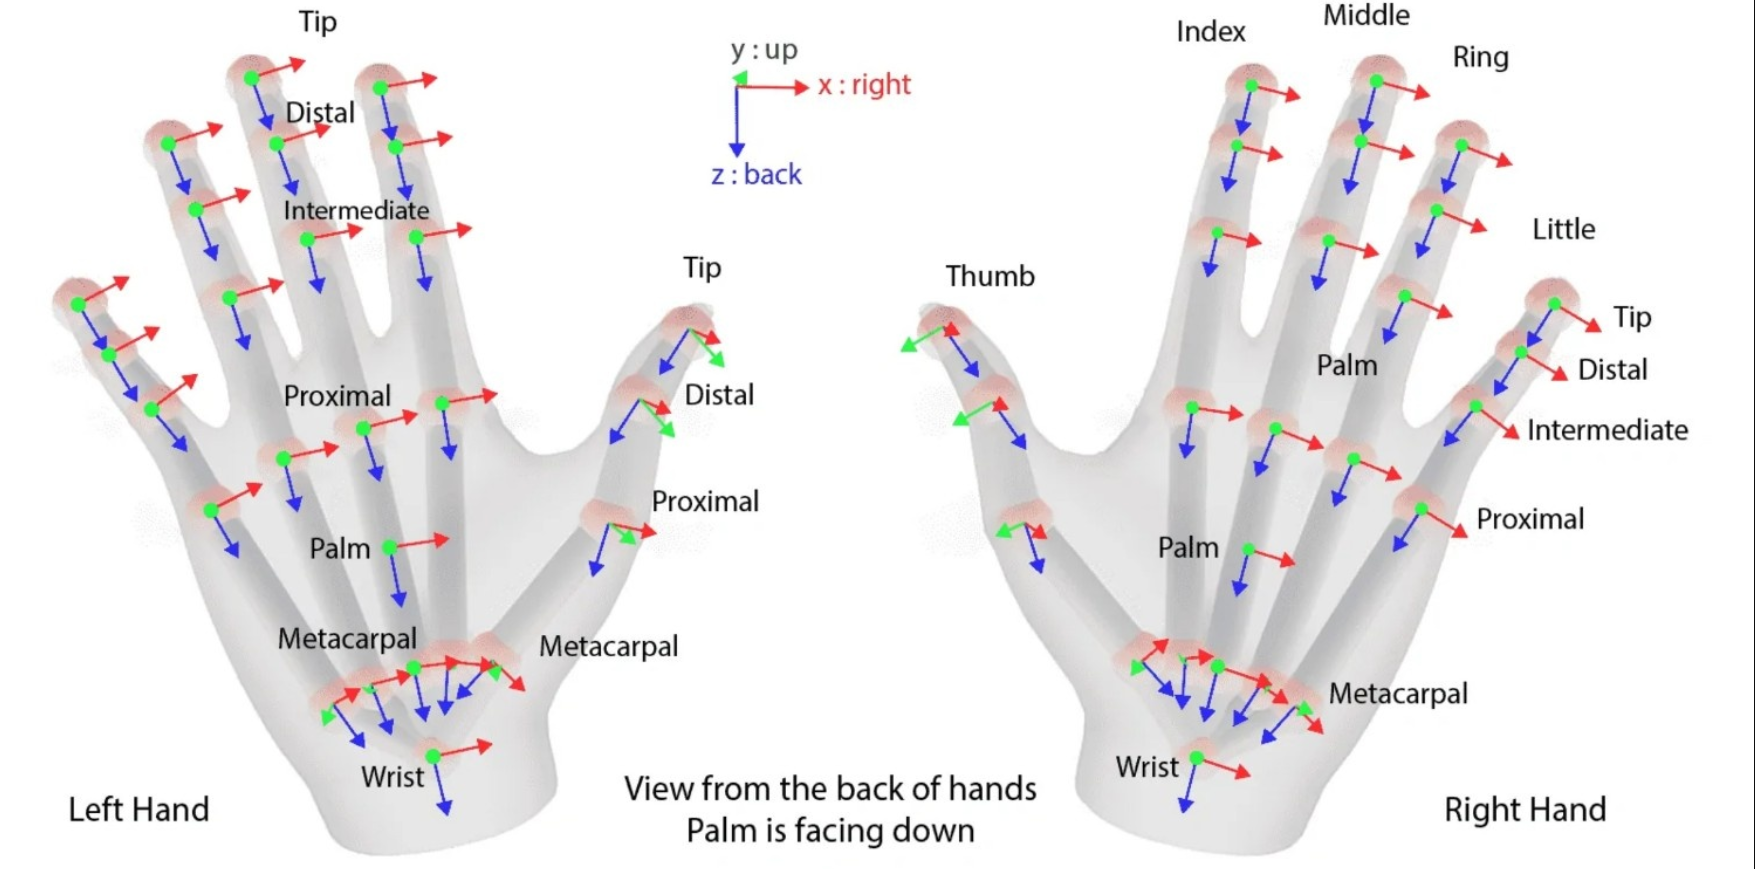 Tip
Distal
Intermediate
Proximal
Palm
Metacarpal
Wrist
Left Hand
Tip
Distal
Proximal
Metacarpal
y : up
x : right
z : back
View from the back of hands
Palm is facing down
Thumb
Index
Middle
Ring
Little
Tip
Distal
Intermediate
Proximal
Palm
Palm
Metacarpal
Wrist
Right Hand